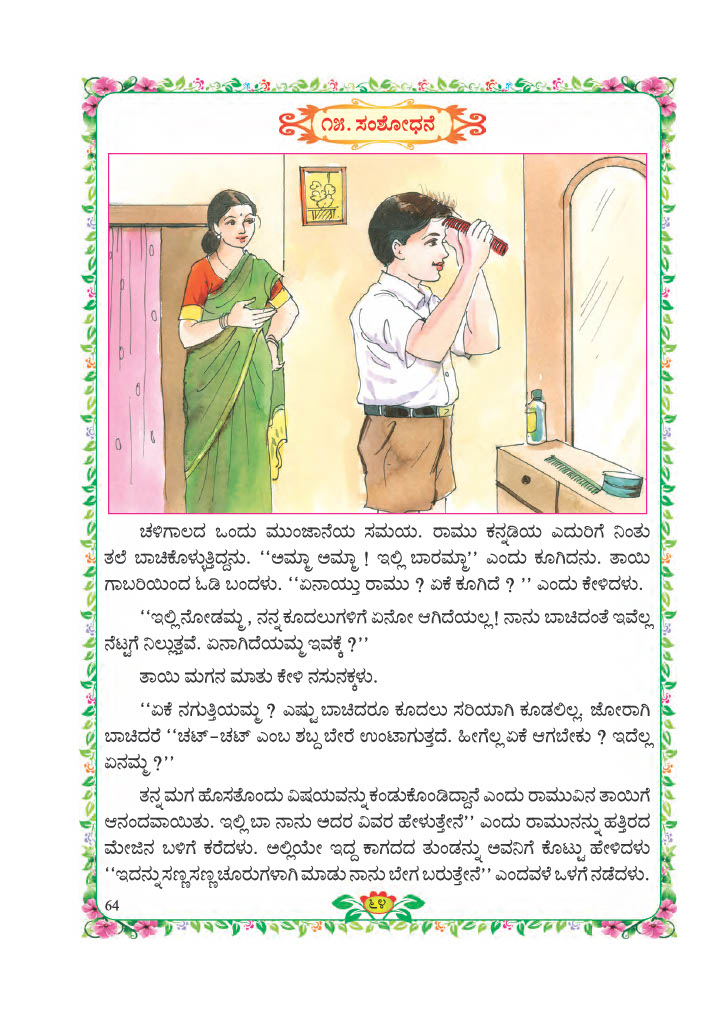 ೧೫. ಸಂಶೋಧನೆ
ಚಳಿಗಾಲದ ಒಂದು ಮುಂಜಾನೆಯ ಸಮಯ. ರಾಮು ಕನ್ನಡಿಯ ಎದುರಿಗೆ ನಿಂತು
ತಲೆ ಬಾಚಿಕೊಳ್ಳುತ್ತಿದ್ದನು. ‘‘ಅಮ್ಮಾ ಅಮ್ಮಾ ! ಇಲ್ಲಿ ಬಾರಮ್ಮಾ’’ ಎಂದು ಕೂಗಿದನು. ತಾಯಿ
ಗಾಬರಿಯಿಂದ ಓಡಿ ಬಂದಳು. ‘‘ಏನಾಯ್ತು ರಾಮು ? ಏಕೆ ಕೂಗಿದೆ ? ’’ ಎಂದು ಕೇಳಿದಳು.
‘‘ಇಲ್ಲಿ ನೋಡಮ್ಮ , ನನ್ನ ಕೂದಲುಗಳಿಗೆ ಏನೋ ಆಗಿದೆಯಲ್ಲ ! ನಾನು ಬಾಚಿದಂತೆ ಇವೆಲ್ಲ
ನೆಟ್ಟಗೆ ನಿಲ್ಲುತ್ತವೆ. ಏನಾಗಿದೆಯಮ್ಮ ಇವಕ್ಕೆ ?’’
ತಾಯಿ ಮಗನ ಮಾತು ಕೇಳಿ ನಸುನಕ್ಕಳು.
‘‘ಏಕೆ ನಗುತ್ತಿಯಮ್ಮ ? ಎಷ್ಟು ಬಾಚಿದರೂ ಕೂದಲು ಸರಿಯಾಗಿ ಕೂಡಲಿಲ್ಲ. ಜೋರಾಗಿ
ಬಾಚಿದರೆ ‘‘ಚಟ್-ಚಟ್ ಎಂಬ ಶಬ್ದ ಬೇರೆ ಉಂಟಾಗುತ್ತದೆ. ಹೀಗೆಲ್ಲ ಏಕೆ ಆಗಬೇಕು ? ಇದೆಲ್ಲ
ಏನಮ್ಮ ?’’
ತನ್ನ ಮಗ ಹೊಸತೊಂದು ವಿಷಯವನ್ನು ಕಂಡುಕೊಂಡಿದ್ದಾನೆ ಎಂದು ರಾಮುವಿನ ತಾಯಿಗೆ
ಆನಂದವಾಯಿತು. ಇಲ್ಲಿ ಬಾ ನಾನು ಅದರ ವಿವರ ಹೇಳುತ್ತೇನೆ’’ ಎಂದು ರಾಮುನನ್ನು ಹತ್ತಿರದ
ಮೇಜಿನ ಬಳಿಗೆ ಕರೆದಳು. ಅಲ್ಲಿಯೇ ಇದ್ದ ಕಾಗದದ ತುಂಡನ್ನು ಅವನಿಗೆ ಕೊಟ್ಟು ಹೇಳಿದಳು
‘‘ಇದನ್ನು ಸಣ್ಣ ಸಣ್ಣ ಚೂರುಗಳಾಗಿ ಮಾಡು ನಾನು ಬೇಗ ಬರುತ್ತೇನೆ’’ ಎಂದವಳೆ ಒಳಗೆ ನಡೆದಳು.
64
೬೪